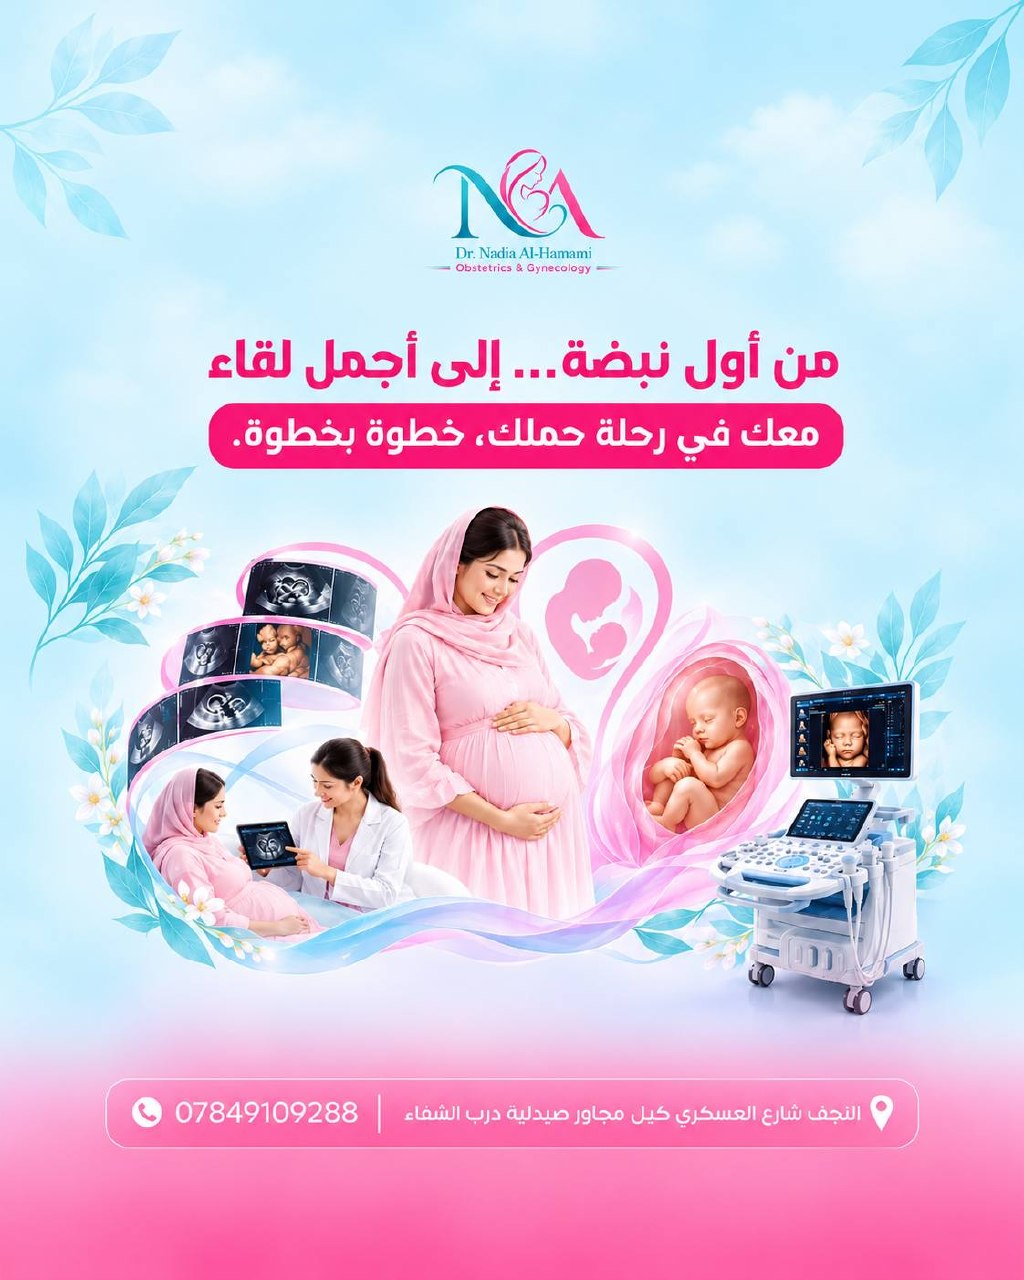 Dr. Nadia Al-Hamami
Obstetrics & Gynecology
من أول نبضة... إلى أجمل لقاء
معك في رحلة حملك، خطوة بخطوة.
النجف شارع العسكري كيل مجاور صيدلية درب الشفاء | 07849109288